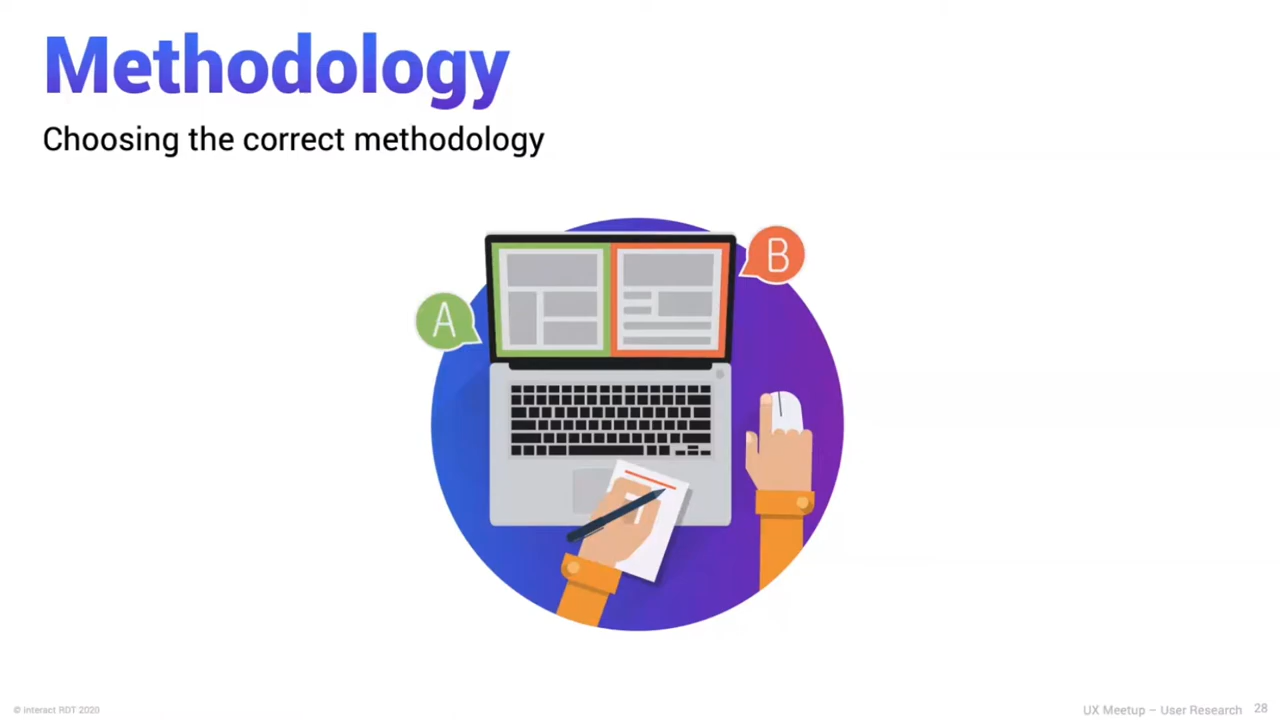 Methodology
Choosing the correct methodology
B
A
© interact RDT 2020
UX Meetup – User Research 28